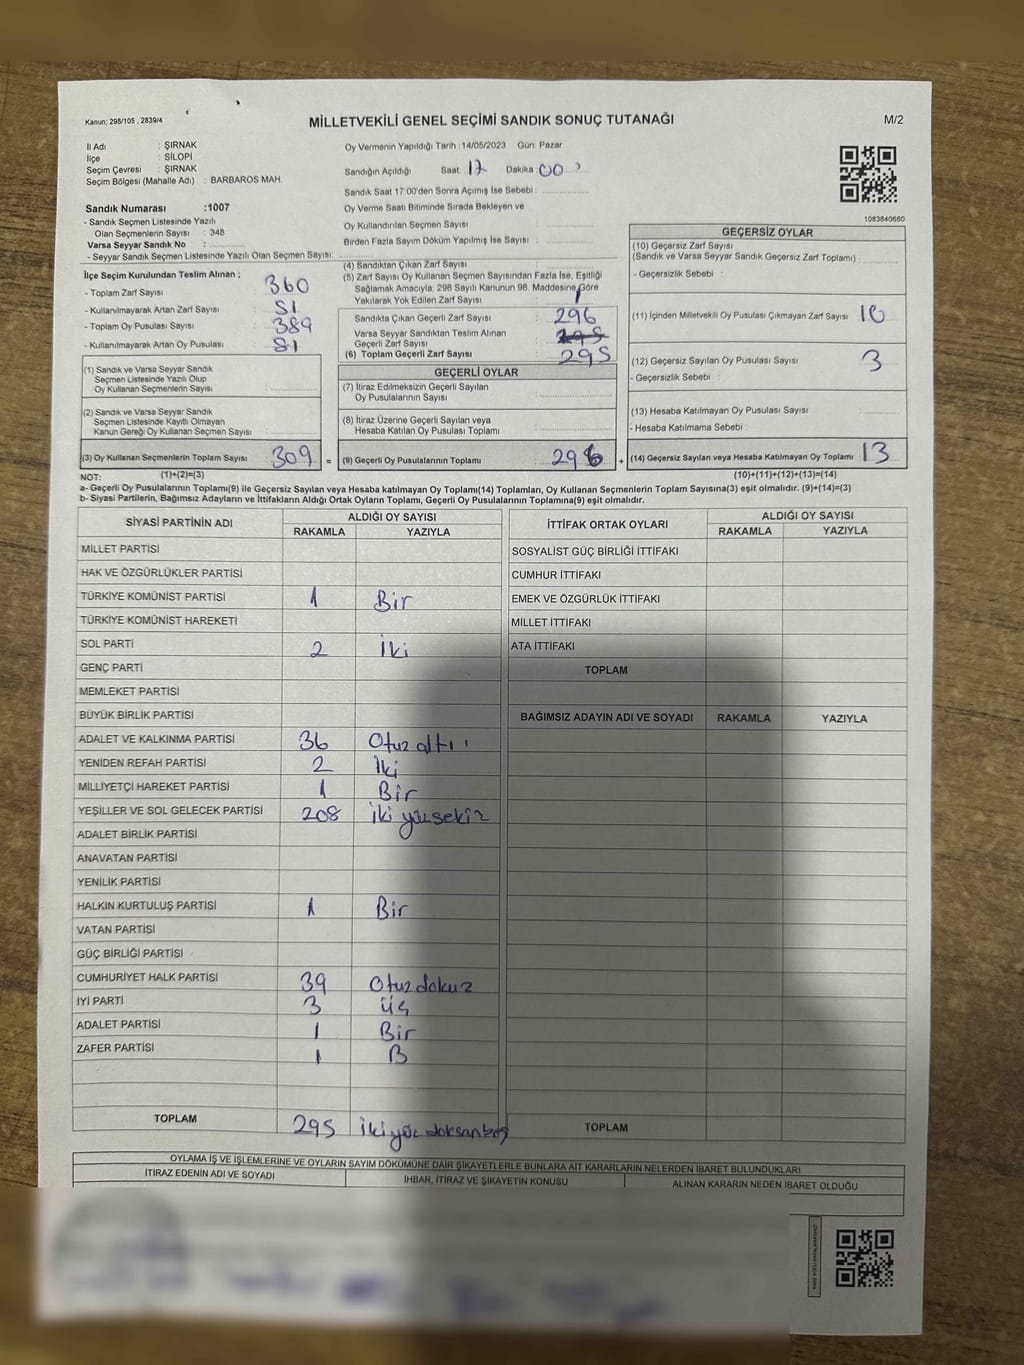 Kanun; 298/105 , 2839/4
MİLLETVEKİLİ GENEL SEÇİMİ SANDIK SONUÇ TUTANAĞI
M/2
İl Adı : ŞIRNAK
İlçe : SİLOPİ
Seçim Çevresi : ŞIRNAK
Seçim Bölgesi (Mahalle Adı) : BARBAROS MAH.
Oy Vermenin Yapıldığı Tarih : 14/05/2023 Gün: Pazar
Sandığın Açıldığı Saat: 17 Dakika: 00
Sandık Saat 17:00'den Sonra Açımış İse Sebebi :
Oy Verme Saati Bitiminde Sırada Bekleyen ve
Oy Kullandırılan Seçmen Sayısı
Birden Fazla Sayım Döküm Yapılmış İse Sayısı :
Sandık Numarası :1007
- Sandık Seçmen Listesinde Yazılı
Olan Seçmenlerin Sayısı : 348
Varsa Seyyar Sandık No :
- Seyyar Sandık Seçmen Listesinde Yazılı Olan Seçmen Sayısı:
1083840660
İlçe Seçim Kurulundan Teslim Alınan ;
- Toplam Zarf Sayısı : 360
- Kullanılmayarak Artan Zarf Sayısı : 51
- Toplam Oy Pusulası Sayısı : 389
- Kullanılmayarak Artan Oy Pusulası : 81
(4) Sandıktan Çıkan Zarf Sayısı
(5) Zarf Sayısı Oy Kullanan Seçmen Sayısından Fazla İse, Eşitliği
Sağlamak Amacıyla; 298 Sayılı Kanunun 98. Maddesine Göre
Yakılarak Yok Edilen Zarf Sayısı : 1
Sandıkta Çıkan Geçerli Zarf Sayısı : 296
Varsa Seyyar Sandıktan Teslim Alınan
Geçerli Zarf Sayısı : 295
(6) Toplam Geçerli Zarf Sayısı 295
GEÇERSİZ OYLAR
(10) Geçersiz Zarf Sayısı
(Sandık ve Varsa Seyyar Sandık Geçersiz Zarf Toplamı) :
- Geçersizlik Sebebi :
(11) İçinden Milletvekili Oy Pusulası Çıkmayan Zarf Sayısı 10
(12) Geçersiz Sayılan Oy Pusulası Sayısı 3
- Geçersizlik Sebebi :
(13) Hesaba Katılmayan Oy Pusulası Sayısı
- Hesaba Katılmama Sebebi :
(14) Geçersiz Sayılan veya Hesaba Katılmayan Oy Toplamı 13
(10)+(11)+(12)+(13)=(14)
(1) Sandık ve Varsa Seyyar Sandık
Seçmen Listesinde Yazılı Olup
Oy Kullanan Seçmenlerin Sayısı :
(2) Sandık ve Varsa Seyyar Sandık
Seçmen Listesinde Kayıtlı Olmayan
Kanun Gereği Oy Kullanan Seçmen Sayısı :
(3) Oy Kullanan Seçmenlerin Toplam Sayısı 309 =
(1)+(2)=(3)
GEÇERLİ OYLAR
(7) İtiraz Edilmeksizin Geçerli Sayılan
Oy Pusulalarının Sayısı :
(8) İtiraz Üzerine Geçerli Sayılan veya
Hesaba Katılan Oy Pusulası Toplamı :
(9) Geçerli Oy Pusulalarının Toplamı : 296 +
NOT:
a- Geçerli Oy Pusulalarının Toplamı(9) ile Geçersiz Sayılan veya Hesaba katılmayan Oy Toplamı(14) Toplamları, Oy Kullanan Seçmenlerin Toplam Sayısına(3) eşit olmalıdır. (9)+(14)=(3)
b- Siyasi Partilerin, Bağımsız Adayların ve İttifakların Aldığı Ortak Oyların Toplamı, Geçerli Oy Pusulalarının Toplamına(9) eşit olmalıdır.
SİYASİ PARTİNİN ADI ALDIĞI OY SAYISI
RAKAMLA YAZIYLA
MİLLET PARTİSİ
HAK VE ÖZGÜRLÜKLER PARTİSİ
TÜRKİYE KOMÜNİST PARTİSİ 1 Bir
TÜRKİYE KOMÜNİST HAREKETİ
SOL PARTİ 2 İki
GENÇ PARTİ
MEMLEKET PARTİSİ
BÜYÜK BİRLİK PARTİSİ
ADALET VE KALKINMA PARTİSİ 36 Otuz altı
YENİDEN REFAH PARTİSİ 2 İki
MİLLİYETÇİ HAREKET PARTİSİ 1 Bir
YEŞİLLER VE SOL GELECEK PARTİSİ 208 iki yüzsekiz
ADALET BİRLİK PARTİSİ
ANAVATAN PARTİSİ
YENİLİK PARTİSİ
HALKIN KURTULUŞ PARTİSİ 1 Bir
VATAN PARTİSİ
GÜÇ BİRLİĞİ PARTİSİ
CUMHURİYET HALK PARTİSİ 39 Otuz dokuz
İYİ PARTİ 3 üç
ADALET PARTİSİ 1 Bir
ZAFER PARTİSİ 1 B
TOPLAM 295 ikiyüz doksanbeş
İTTİFAK ORTAK OYLARI ALDIĞI OY SAYISI
RAKAMLA YAZIYLA
SOSYALİST GÜÇ BİRLİĞİ İTTİFAKI
CUMHUR İTTİFAKI
EMEK VE ÖZGÜRLÜK İTTİFAKI
MİLLET İTTİFAKI
ATA İTTİFAKI
TOPLAM
BAĞIMSIZ ADAYIN ADI VE SOYADI RAKAMLA YAZIYLA
TOPLAM
OYLAMA İŞ VE İŞLEMLERİNE VE OYLARIN SAYIM DÖKÜMÜNE DAİR ŞİKAYETLERLE BUNLARA AİT KARARLARIN NELERDEN İBARET BULUNDUKLARI
İTİRAZ EDENİN ADI VE SOYADI İHBAR, İTİRAZ VE ŞİKAYETİN KONUSU ALINAN KARARIN NEDEN İBARET OLDUĞU